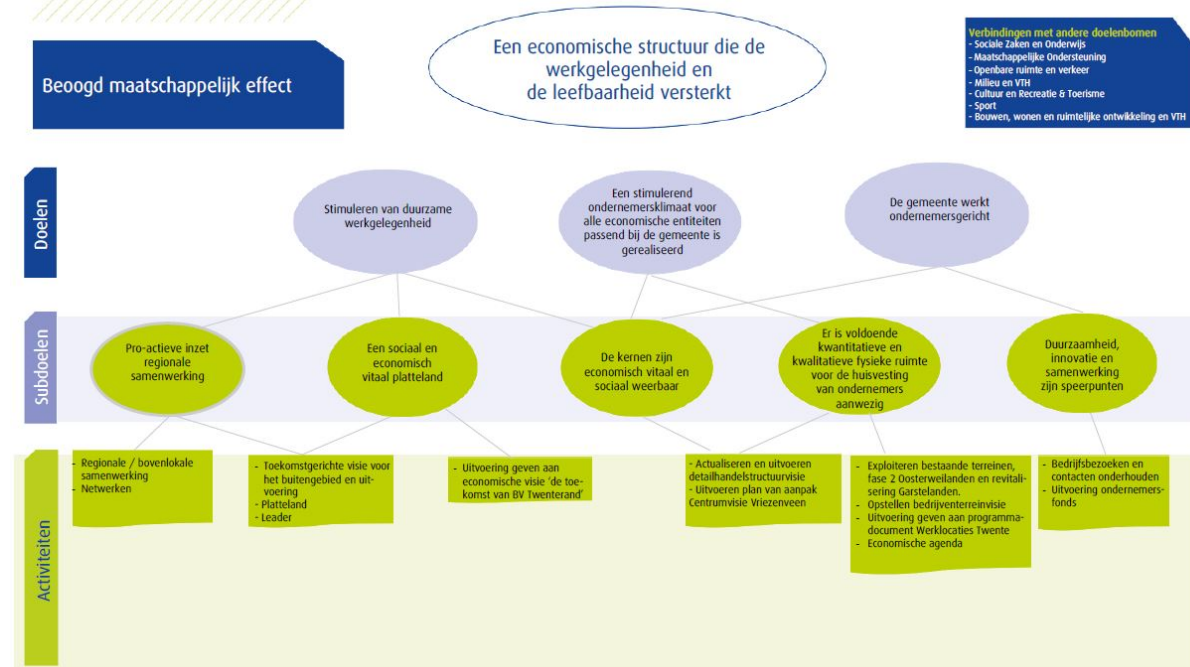 Beoogd maatschappelijk effect
Een economische structuur die de
werkgelegenheid en
de leefbaarheid versterkt
Verbindingen met andere doelenbomen
- Sociale Zaken en Onderwijs
- Maatschappelijke Ondersteuning
- Openbare ruimte en verkeer
- Milieu en VTH
- Cultuur en Recreatie & Toerisme
- Sport
- Bouwen, wonen en ruimtelijke ontwikkeling en VTH
Doelen
Stimuleren van duurzame
werkgelegenheid
Een stimulerend
ondernemersklimaat voor
alle economische entiteiten
passend bij de gemeente is
gerealiseerd
De gemeente werkt
ondernemersgericht
Subdoelen
Pro-actieve inzet
regionale
samenwerking
Een sociaal en
economisch
vitaal platteland
De kernen zijn
economisch vitaal en
sociaal weerbaar
Er is voldoende
kwantitatieve en
kwalitatieve fysieke ruimte
voor de huisvesting
van ondernemers
aanwezig
Duurzaamheid,
innovatie en
samenwerking
zijn speerpunten
Activiteiten
- Regionale / bovenlokale
samenwerking
- Netwerken
- Toekomstgerichte visie voor
het buitengebied en uit-
voering
- Platteland
- Leader
- Uitvoering geven aan
economische visie 'de toe-
komst van BV Twenterand'
- Actualiseren en uitvoeren
detailhandelstructuurvisie
- Uitvoeren plan van aanpak
Centrumvisie Vriezenveen
- Exploiteren bestaande terreinen,
fase 2 Oosterweilanden en revitali-
sering Garstelanden.
- Opstellen bedrijventerreinvisie
- Uitvoering geven aan programma-
document Werklocaties Twente
- Economische agenda
- Bedrijfsbezoeken en
contacten onderhouden
- Uitvoering ondernemers-
fonds